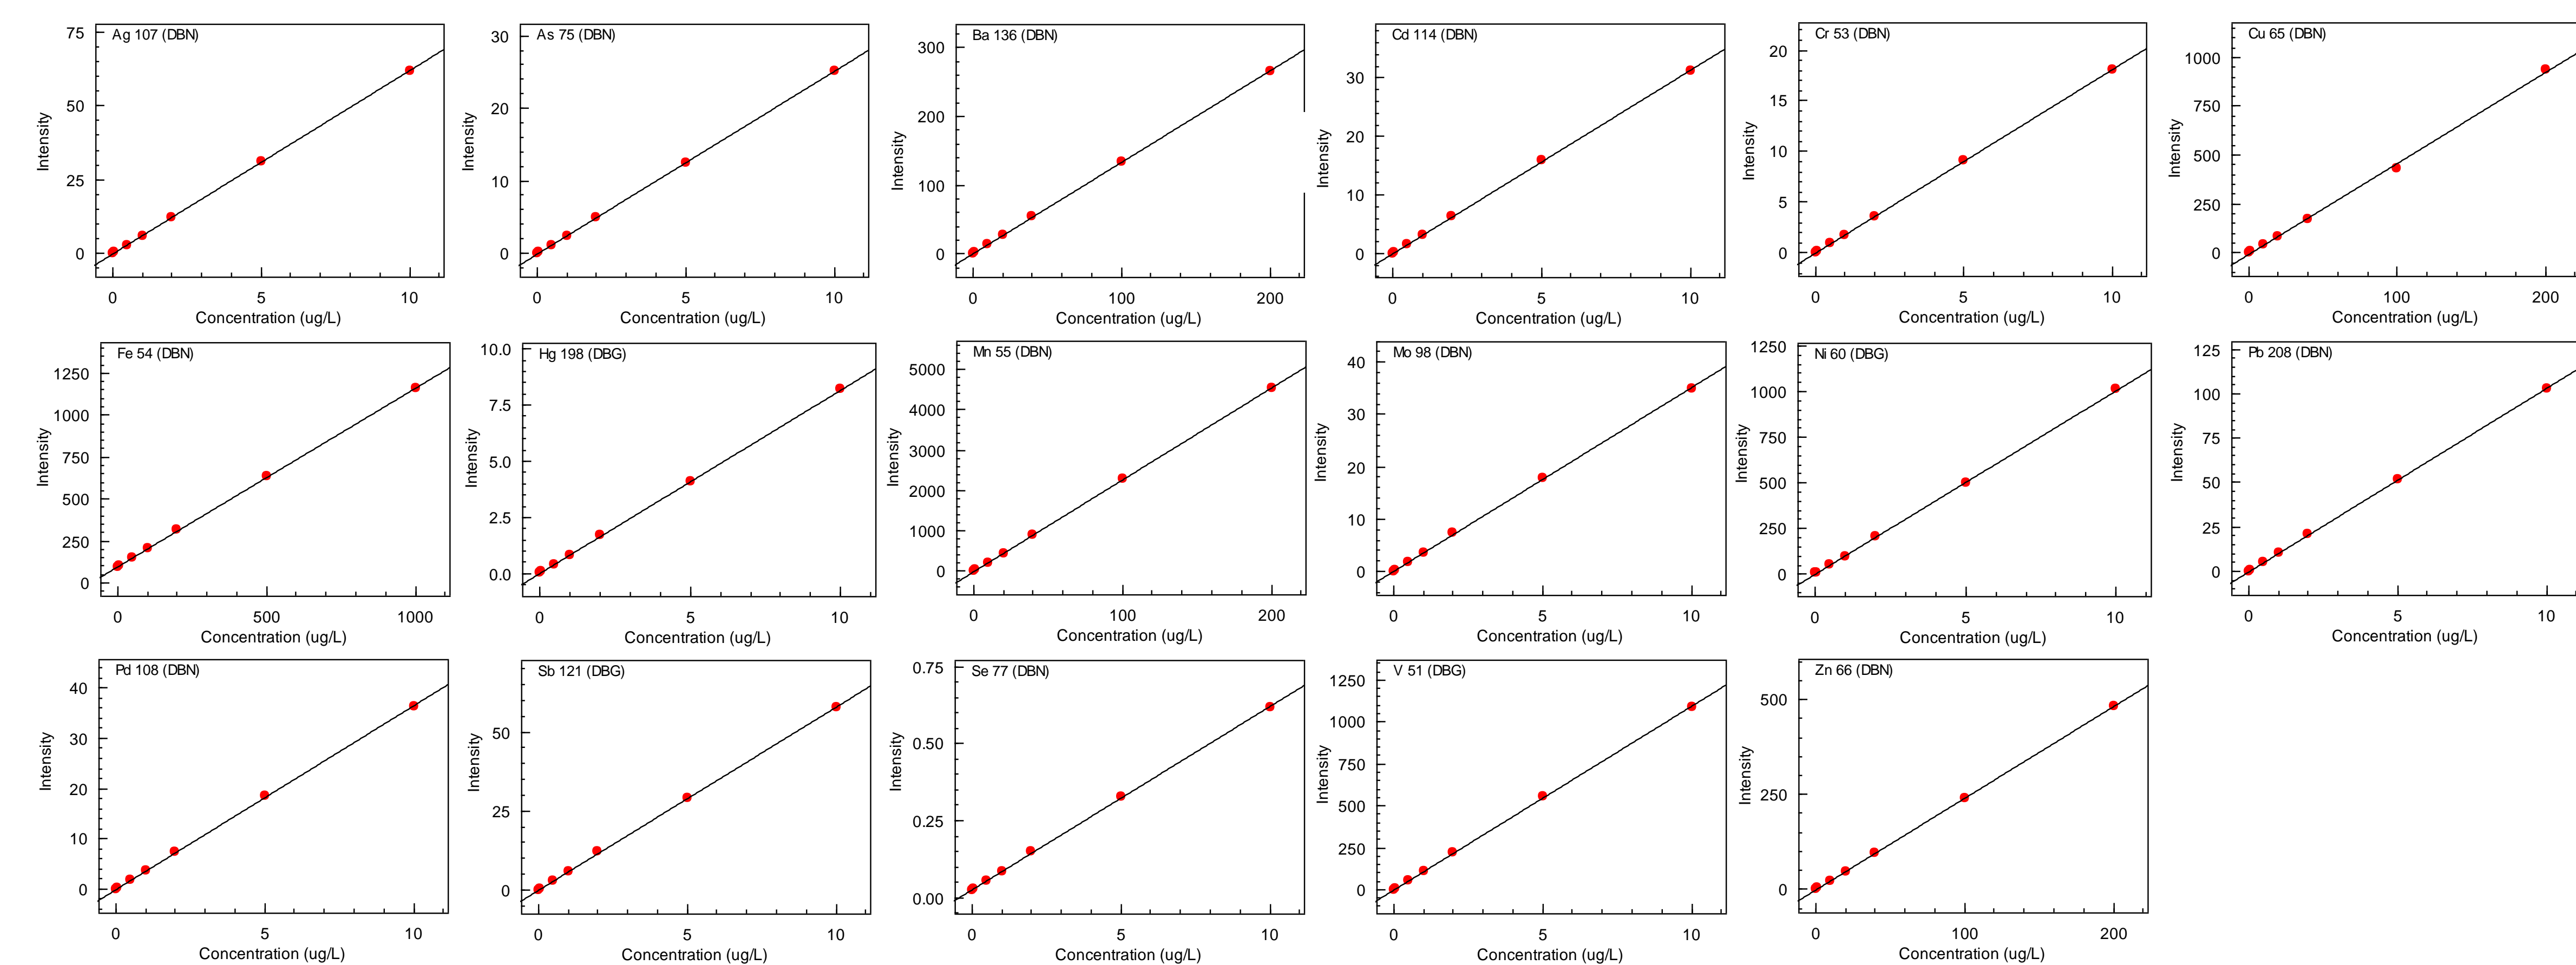 Ag 107 (DBN)
75
50
25
0
Intensity
0 5 10
Concentration (ug/L)
As 75 (DBN)
30
20
10
0
Intensity
0 5 10
Concentration (ug/L)
Ba 136 (DBN)
300
200
100
0
Intensity
0 100 200
Concentration (ug/L)
Cd 114 (DBN)
30
20
10
0
Intensity
0 5 10
Concentration (ug/L)
Cr 53 (DBN)
20
15
10
5
0
Intensity
0 5 10
Concentration (ug/L)
Cu 65 (DBN)
1000
750
500
250
0
Intensity
0 100 200
Concentration (ug/L)
Fe 54 (DBN)
1250
1000
750
500
250
0
Intensity
0 500 1000
Concentration (ug/L)
Hg 198 (DBG)
10.0
7.5
5.0
2.5
0.0
Intensity
0 5 10
Concentration (ug/L)
Mn 55 (DBN)
5000
4000
3000
2000
1000
0
Intensity
0 100 200
Concentration (ug/L)
Mo 98 (DBN)
40
30
20
10
0
Intensity
0 5 10
Concentration (ug/L)
Ni 60 (DBG)
1250
1000
750
500
250
0
Intensity
0 5 10
Concentration (ug/L)
Pb 208 (DBN)
125
100
75
50
25
0
Intensity
0 5 10
Concentration (ug/L)
Pd 108 (DBN)
40
30
20
10
0
Intensity
0 5 10
Concentration (ug/L)
Sb 121 (DBG)
50
25
0
Intensity
0 5 10
Concentration (ug/L)
Se 77 (DBN)
0.75
0.50
0.25
0.00
Intensity
0 5 10
Concentration (ug/L)
V 51 (DBG)
1250
1000
750
500
250
0
Intensity
0 5 10
Concentration (ug/L)
Zn 66 (DBN)
500
250
0
Intensity
0 100 200
Concentration (ug/L)